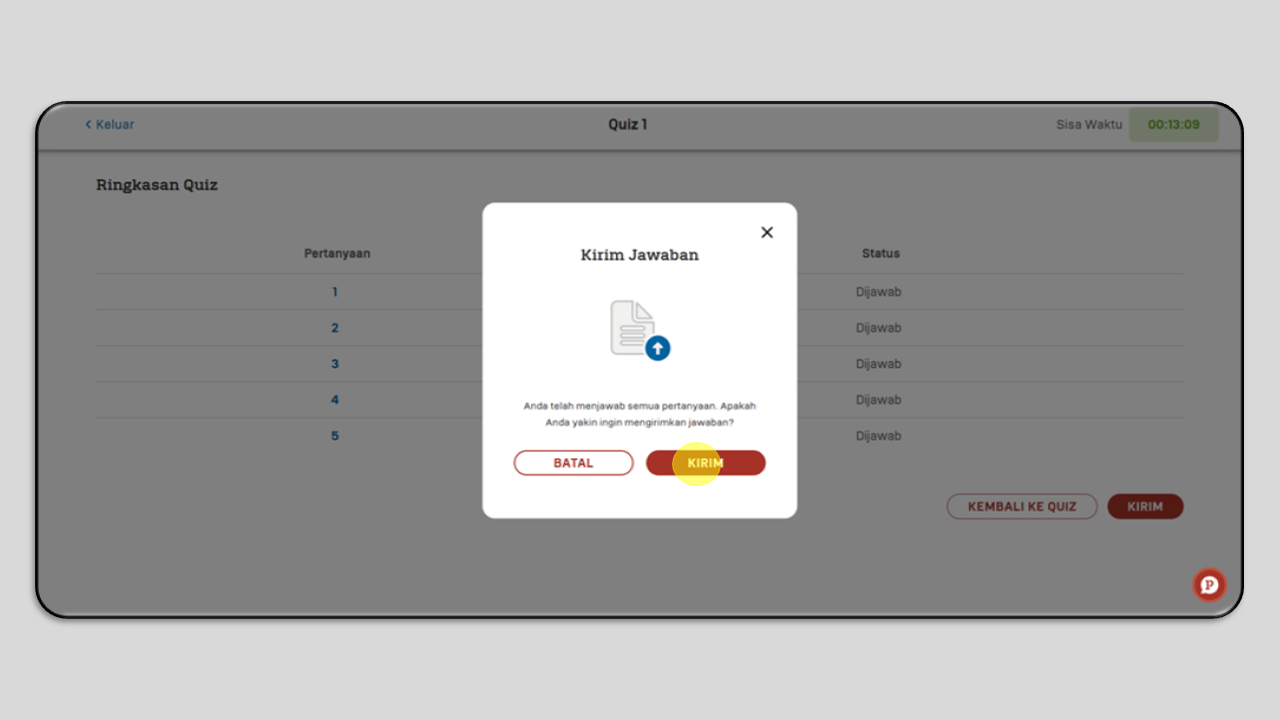 Keluar
Quiz 1
Sisa Waktu
00:13:09
Ringkasan Quiz
Pertanyaan
Status
1
Dijawab
2
Dijawab
3
Dijawab
4
Dijawab
5
Dijawab
Kirim Jawaban
Anda telah menjawab semua pertanyaan. Apakah
Anda yakin ingin mengirimkan jawaban?
BATAL
KIRIM
KEMBALI KE QUIZ
KIRIM
P